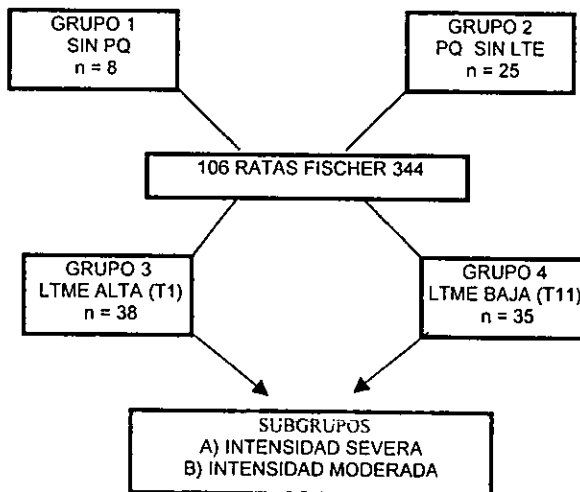 GRUPO 1
SIN PQ
n = 8
GRUPO 2
PQ SIN LTE
n = 25
106 RATAS FISCHER 344
GRUPO 3
LTME ALTA (T1)
n = 38
GRUPO 4
LTME BAJA (T11)
n = 35
SUBGRUPOS
A) INTENSIDAD SEVERA
B) INTENSIDAD MODERADA